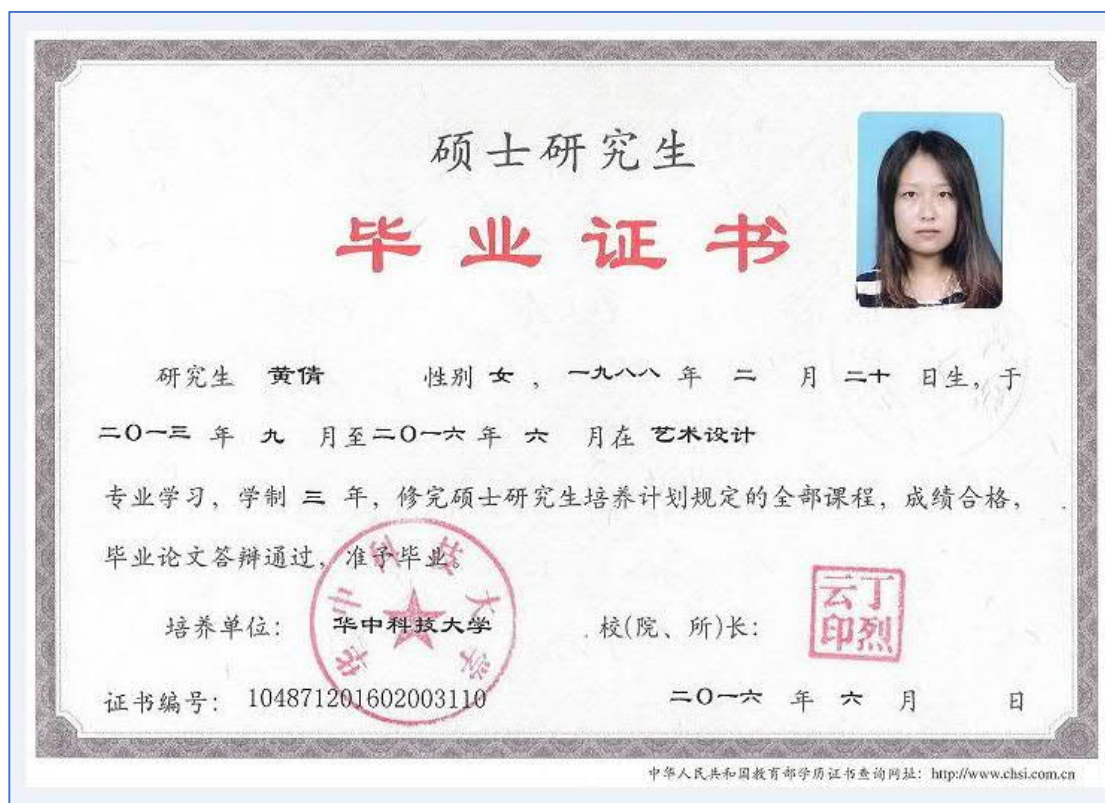 硕士研究生
毕业证书
研究生 黄倩 性别 女 , 一九八八 年 二 月 二十 日生, 于
二〇一三 年 九 月至 二〇一六 年 六 月在 艺术设计
专业学习, 学制 三 年, 修完硕士研究生培养计划规定的全部课程, 成绩合格,
毕业论文答辩通过, 准予毕业。
培养单位: 华中科技大学 校(院、所)长:
华中科技大学
丁烈云印
证书编号: 104871201602003110 二〇一六 年 六 月 日
中华人民共和国教育部学历证书查询网址: http://www.chsi.com.cn